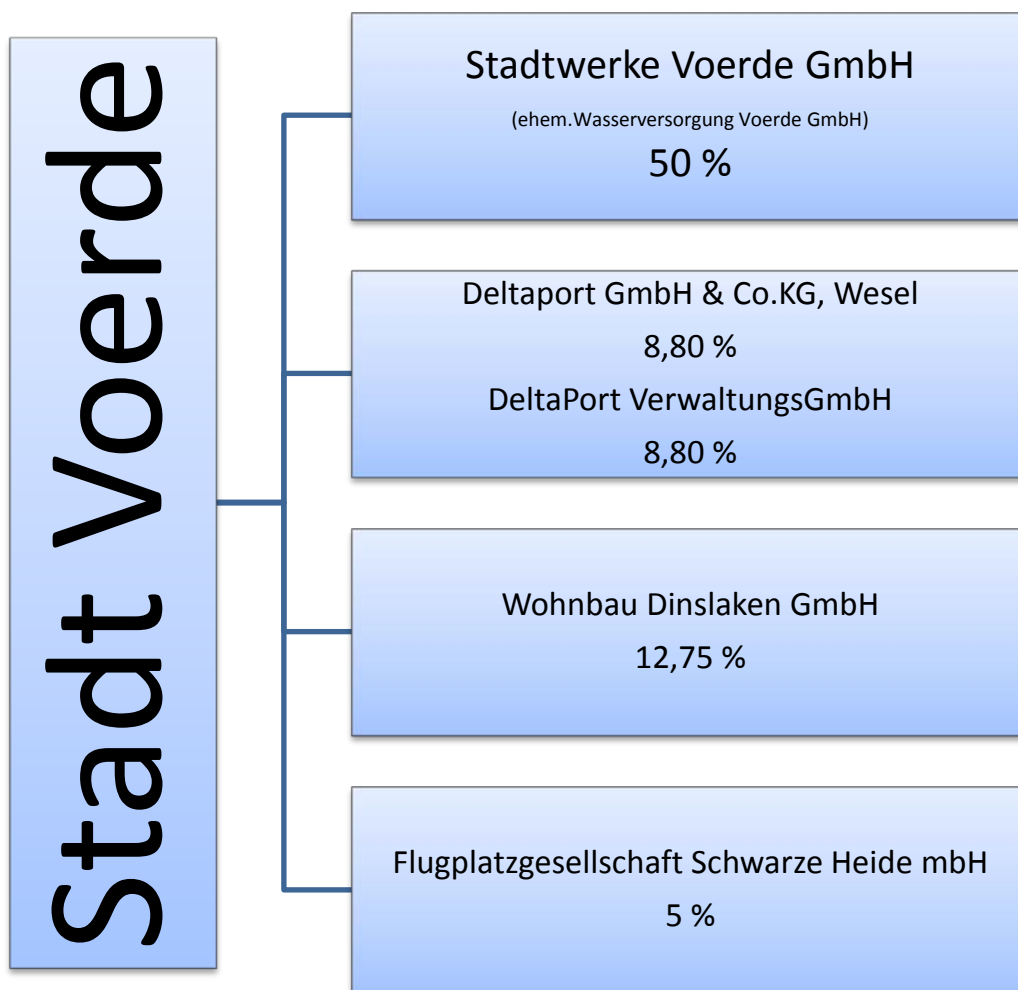 Stadt Voerde
Stadtwerke Voerde GmbH
(ehem.Wasserversorgung Voerde GmbH)
50 %
Deltaport GmbH & Co.KG, Wesel
8,80 %
DeltaPort VerwaltungsGmbH
8,80 %
Wohnbau Dinslaken GmbH
12,75 %
Flugplatzgesellschaft Schwarze Heide mbH
5 %